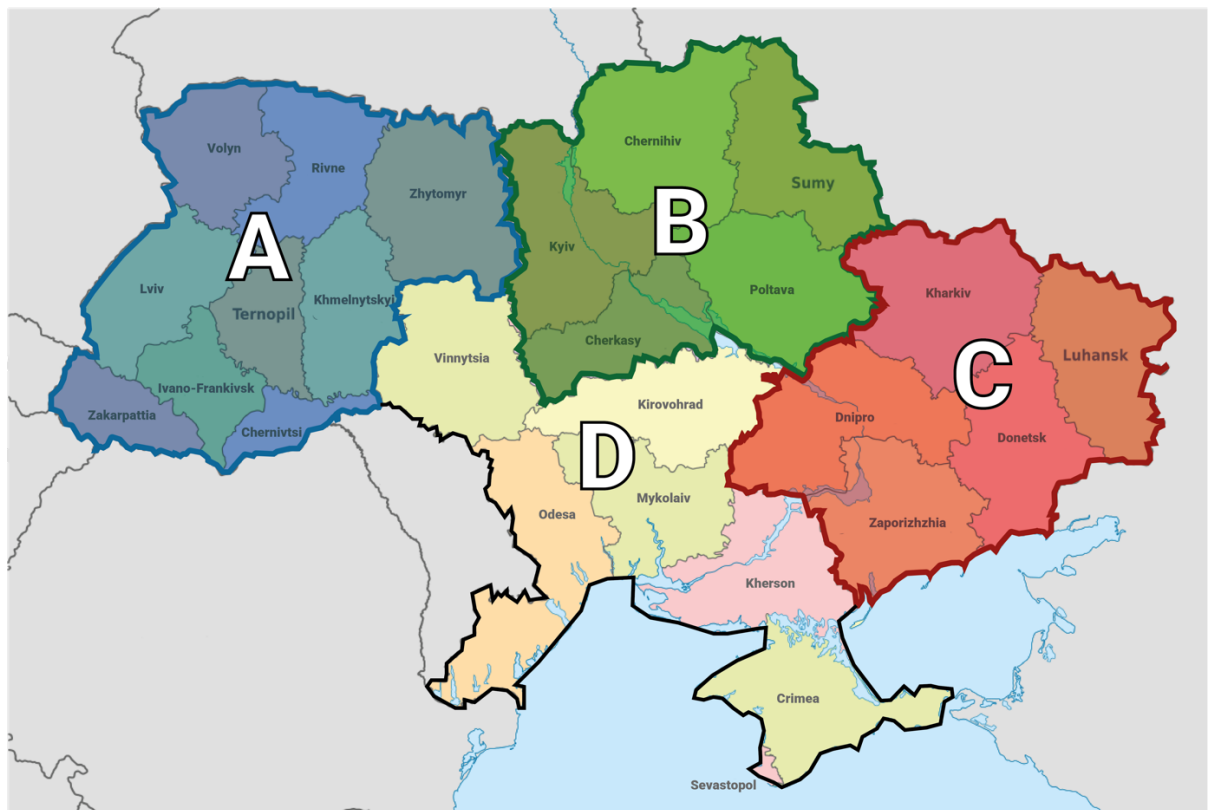 Volyn
Rivne
Zhytomyr
A
Lviv
Ternopil
Khmelnytskyi
Ivano-Frankivsk
Zakarpattia
Chernivtsi
Chernihiv
Sumy
B
Kyiv
Poltava
Cherkasy
Kharkiv
Luhansk
C
Dnipro
Donetsk
Zaporizhzhia
Vinnytsia
Kirovohrad
D
Mykolaiv
Odesa
Kherson
Crimea
Sevastopol